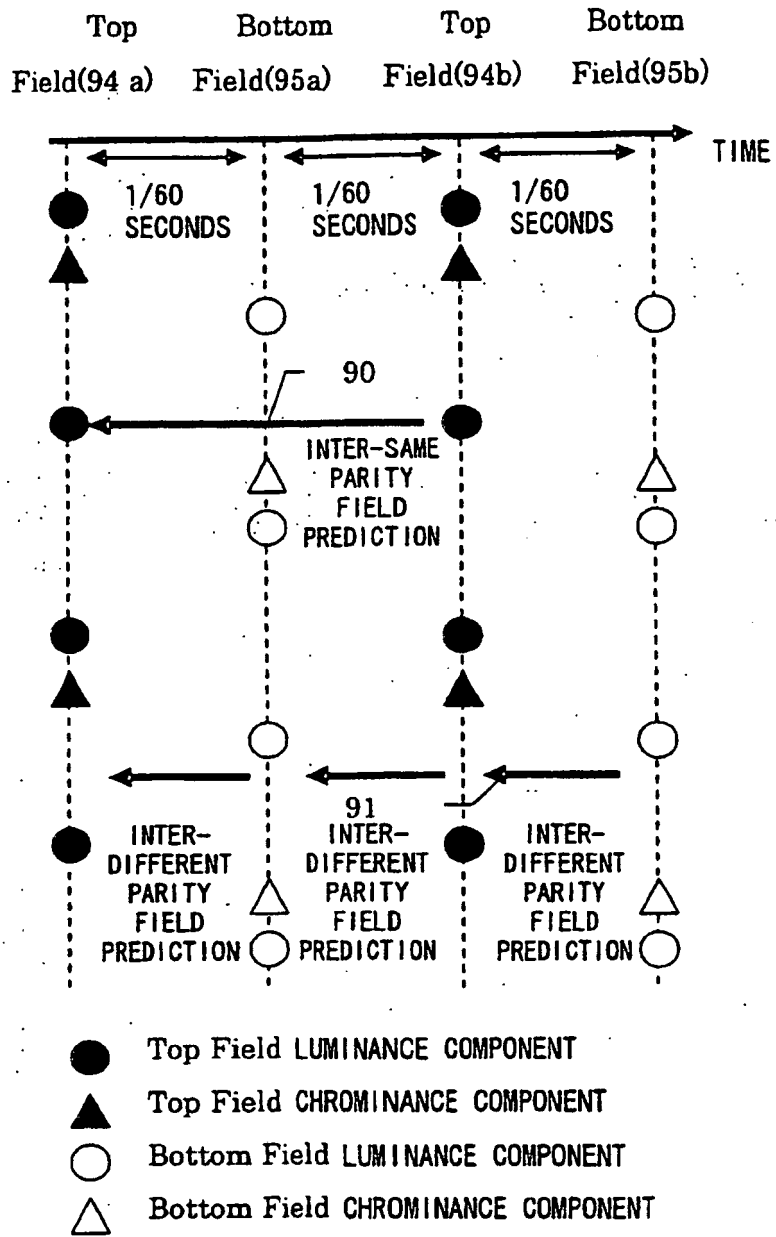 Top Bottom Top Bottom
Field(94 a) Field(95a) Field(94b) Field(95b)
TIME
1/60 SECONDS
1/60 SECONDS
1/60 SECONDS
90
INTER-SAME
PARITY
FIELD
PREDICTION
91
INTER-
DIFFERENT
PARITY
FIELD
PREDICTION
INTER-
DIFFERENT
PARITY
FIELD
PREDICTION
INTER-
DIFFERENT
PARITY
FIELD
PREDICTION
Top Field LUMINANCE COMPONENT
Top Field CHROMINANCE COMPONENT
Bottom Field LUMINANCE COMPONENT
Bottom Field CHROMINANCE COMPONENT